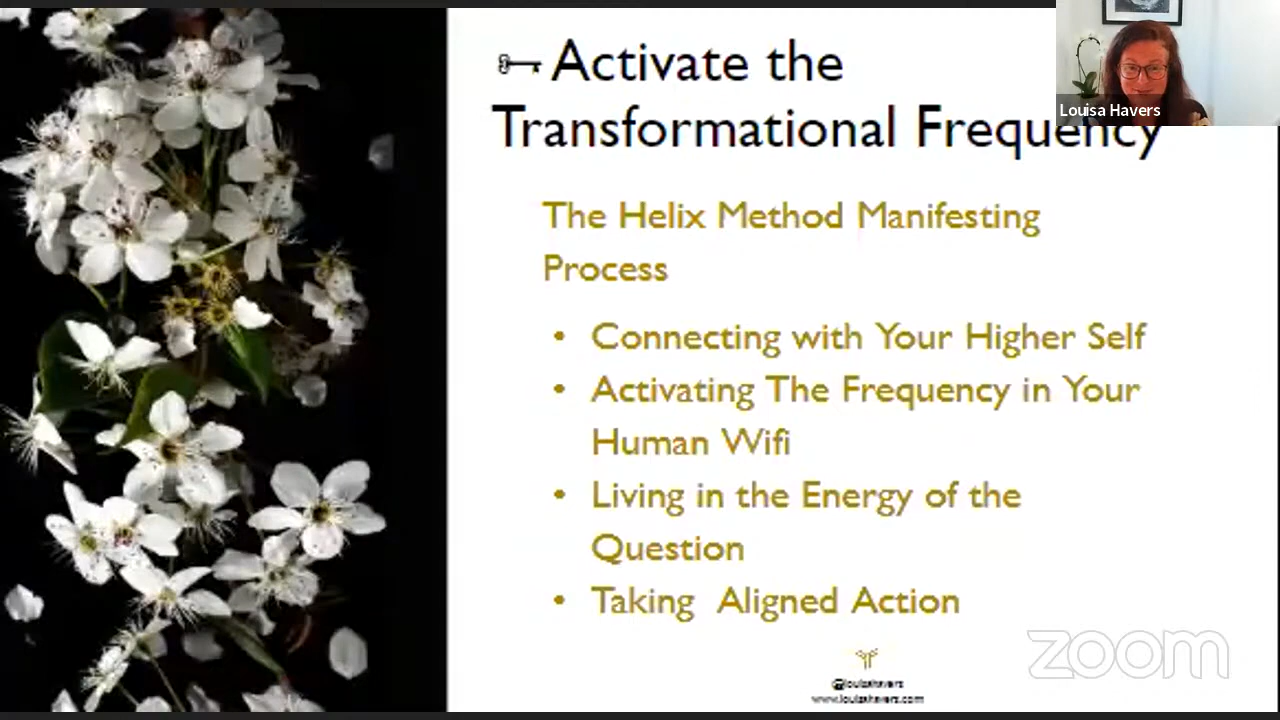 Activate the
Transformational Frequency
Louisa Havers
The Helix Method Manifesting
Process
• Connecting with Your Higher Self
• Activating The Frequency in Your
Human Wifi
• Living in the Energy of the
Question
• Taking Aligned Action
zoom
@louisahavers
www.louisahavers.com